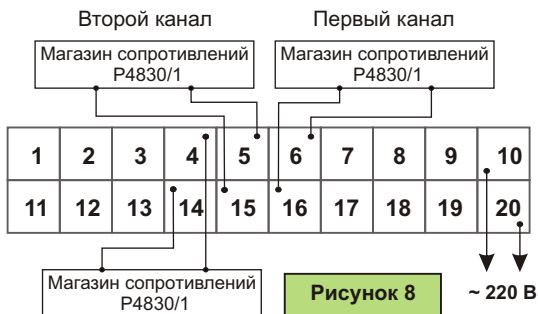 Второй канал
Первый канал
Магазин сопротивлений
Р4830/1
Магазин сопротивлений
Р4830/1
1 2 3 4 5 6 7 8 9 10
11 12 13 14 15 16 17 18 19 20
Магазин сопротивлений
Р4830/1
Рисунок 8
~ 220 В